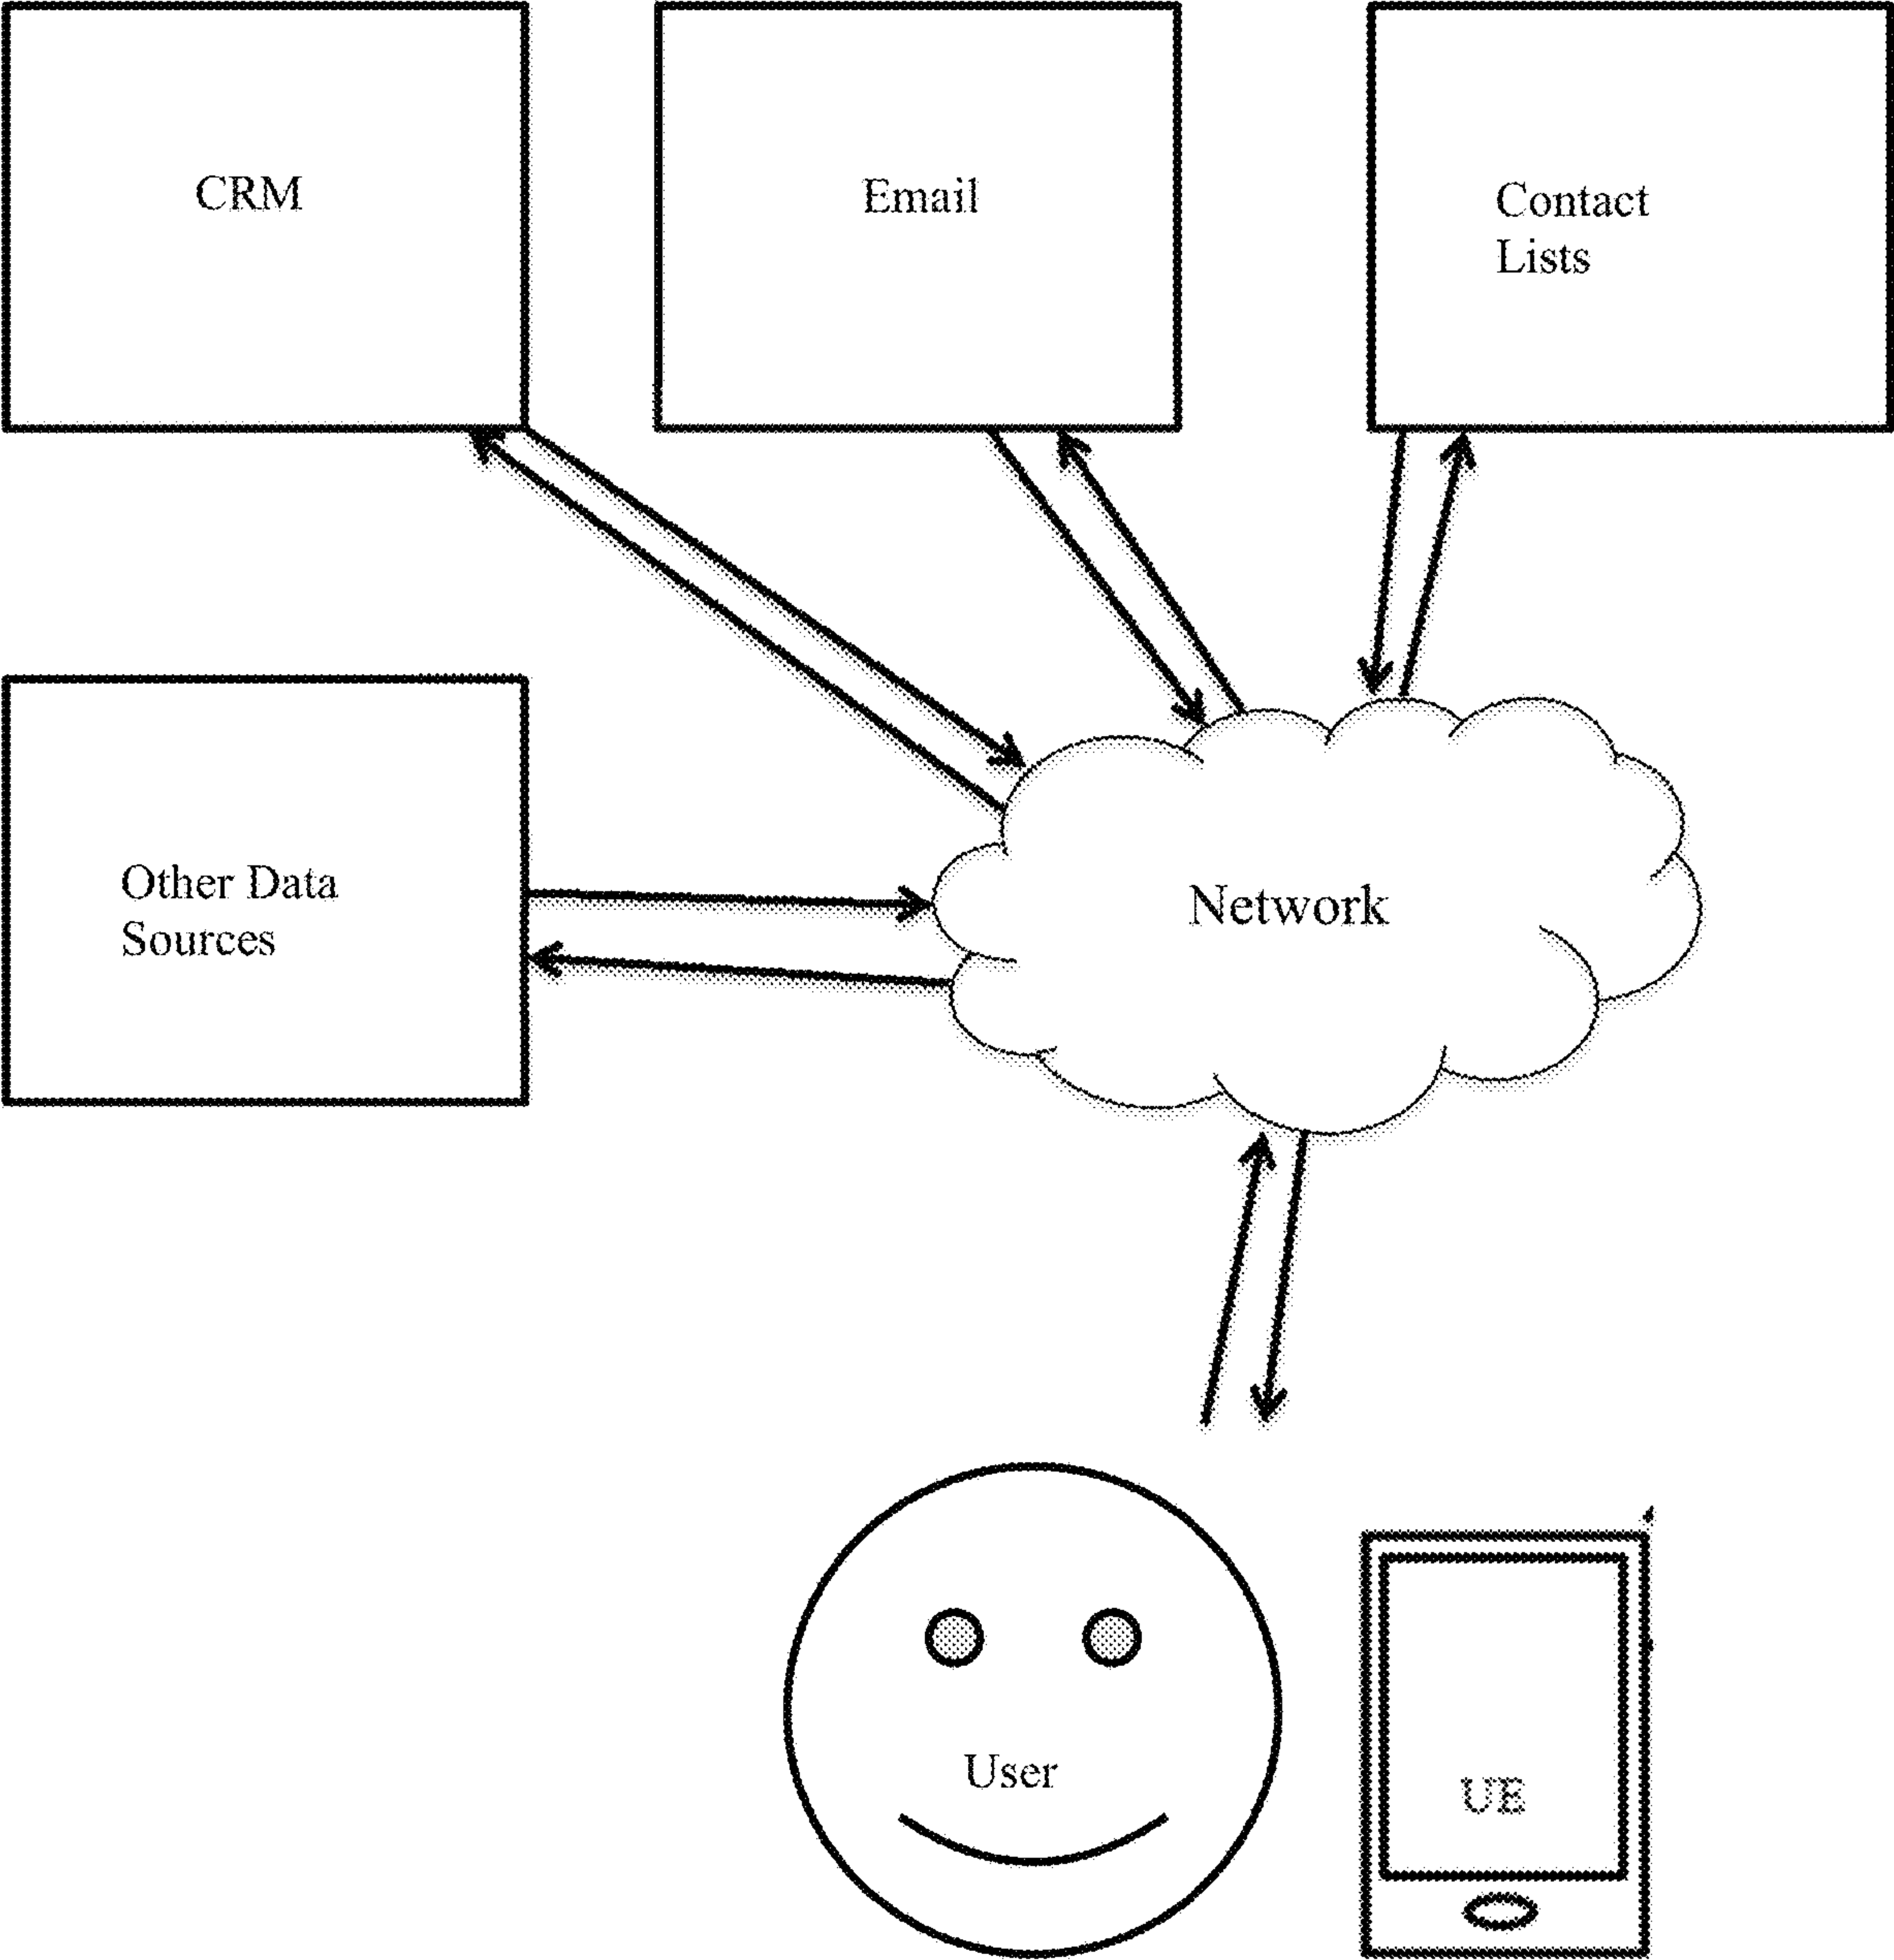 CRM
Email
Contact
Lists
Other Data
Sources
Network
User
UE